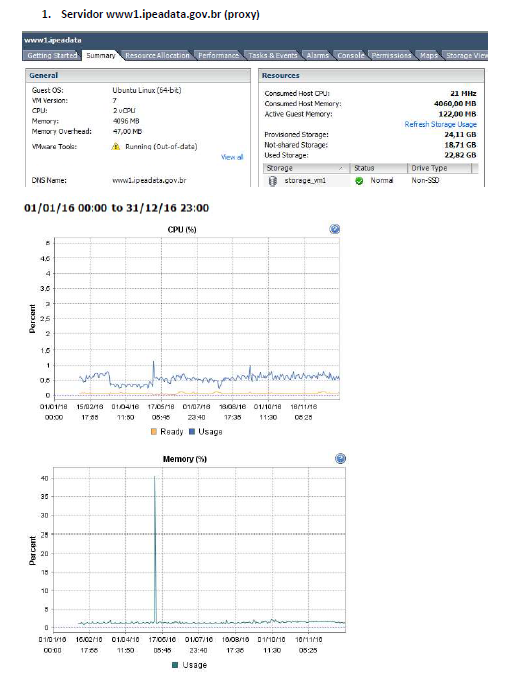 1. Servidor www1.ipeadata.gov.br (proxy)
www1.ipeadata
Getting Started Summary Resource Allocation Performance Tasks & Events Alarms Console Permissions Maps Storage View
General
Guest OS: Ubuntu Linux (64-bit)
VM Version: 7
CPU: 2 vCPU
Memory: 4096 MB
Memory Overhead: 47,00 MB
VMware Tools: Running (Out-of-date)
View all
DNS Name: www1.ipeadata.gov.br
Resources
Consumed Host CPU: 21 MHz
Consumed Host Memory: 4060,00 MB
Active Guest Memory: 122,00 MB
Refresh Storage Usage
Provisioned Storage: 24,11 GB
Not-shared Storage: 18,71 GB
Used Storage: 22,82 GB
Storage Status Drive Type
storage_vm1 Normal Non-SSD
01/01/16 00:00 to 31/12/16 23:00
CPU (%)
Percent
5
4,5
4
3,5
3
2,5
2
1,5
1
0,5
0
01/01/16 15/02/16 01/04/16 17/05/16 01/07/16 16/08/16 01/10/16 15/11/16
00:00 17:55 11:50 05:45 23:40 17:35 11:30 05:25
Ready Usage
Memory (%)
Percent
40
35
30
25
20
15
10
5
0
01/01/16 15/02/16 01/04/16 17/05/16 01/07/16 16/08/16 01/10/16 15/11/16
00:00 17:55 11:50 05:45 23:40 17:35 11:30 05:25
Usage